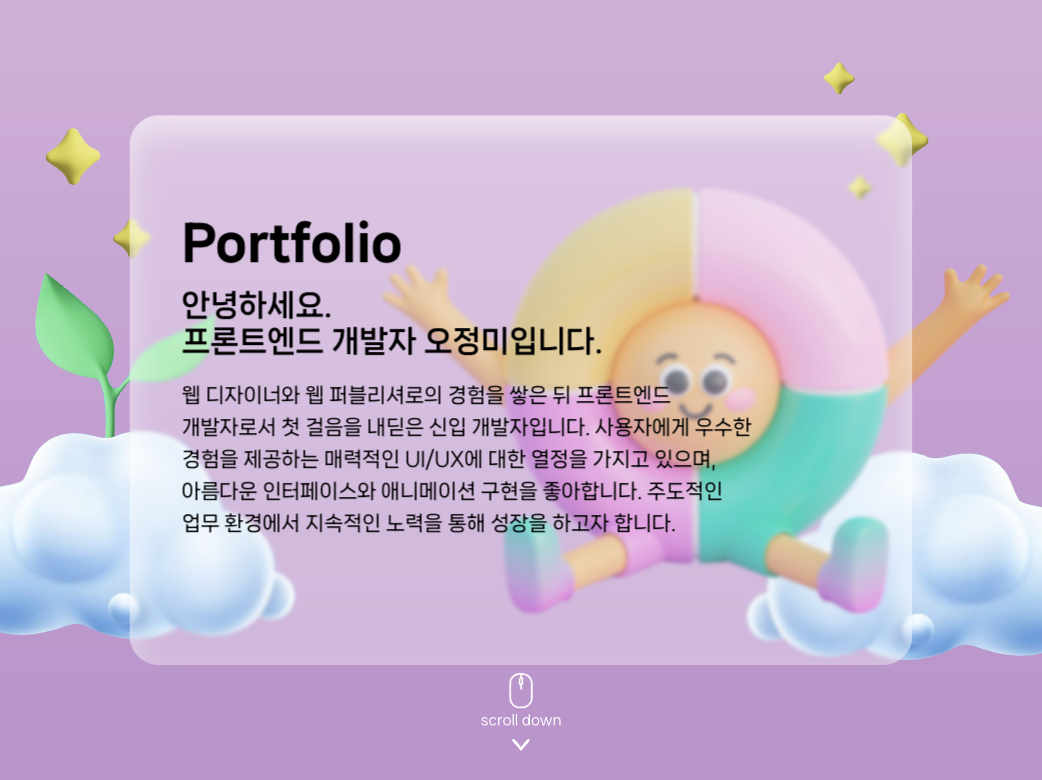 Portfolio
안녕하세요.
프론트엔드 개발자 오정미입니다.
웹 디자이너와 웹 퍼블리셔로의 경험을 쌓은 뒤 프론트엔드
개발자로서 첫 걸음을 내딛은 신입 개발자입니다. 사용자에게 우수한
경험을 제공하는 매력적인 UI/UX에 대한 열정을 가지고 있으며,
아름다운 인터페이스와 애니메이션 구현을 좋아합니다. 주도적인
업무 환경에서 지속적인 노력을 통해 성장을 하고자 합니다.
scroll down